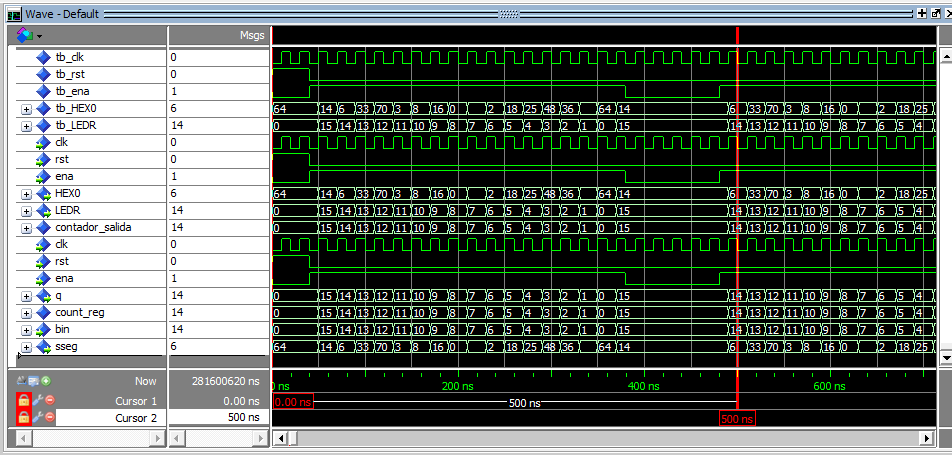 Wave - Default
Msgs
tb_clk 0
tb_rst 0
tb_ena 1
tb_HEX0 6 64 14 6 33 70 3 8 16 0 2 18 25 48 36 64 14 6 33 70 3 8 16 0 2 18 25
tb_LEDR 14 0 15 14 13 12 11 10 9 8 7 6 5 4 3 2 1 0 15 14 13 12 11 10 9 8 7 6 5 4
clk 0
rst 0
ena 1
HEX0 6 64 14 6 33 70 3 8 16 0 2 18 25 48 36 64 14 6 33 70 3 8 16 0 2 18 25
LEDR 14 0 15 14 13 12 11 10 9 8 7 6 5 4 3 2 1 0 15 14 13 12 11 10 9 8 7 6 5 4
contador_salida 14 0 15 14 13 12 11 10 9 8 7 6 5 4 3 2 1 0 15 14 13 12 11 10 9 8 7 6 5 4
clk 0
rst 0
ena 1
q 14 0 15 14 13 12 11 10 9 8 7 6 5 4 3 2 1 0 15 14 13 12 11 10 9 8 7 6 5 4
count_reg 14 0 15 14 13 12 11 10 9 8 7 6 5 4 3 2 1 0 15 14 13 12 11 10 9 8 7 6 5 4
bin 14 0 15 14 13 12 11 10 9 8 7 6 5 4 3 2 1 0 15 14 13 12 11 10 9 8 7 6 5 4
sseg 6 64 14 6 33 70 3 8 16 0 2 18 25 48 36 64 14 6 33 70 3 8 16 0 2 18 25
Now 281600620 ns 0 ns 200 ns 400 ns 600 ns
Cursor 1 0.00 ns 0.00 ns 500 ns
Cursor 2 500 ns 500 ns